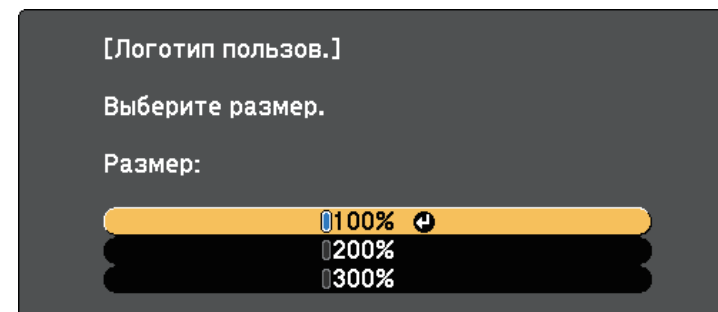 [Логотип пользов.]
Выберите размер.
Размер:
100%
200%
300%